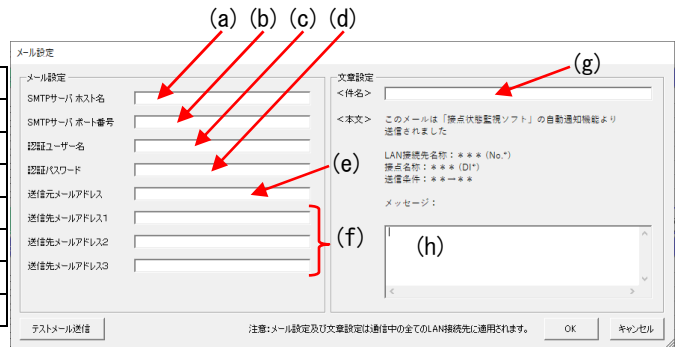 (a) (b) (c) (d)
メール設定
メール設定
SMTPサーバ ホスト名
SMTPサーバ ポート番号
認証ユーザー名
認証パスワード
送信元メールアドレス
(e)
送信先メールアドレス1
送信先メールアドレス2
送信先メールアドレス3
(f)
文章設定
(g)
<件名>
<本文> このメールは「接点状態監視ソフト」の自動通知機能より
送信されました
LAN接続先名称:＊＊＊ (No.*)
接点名称:＊＊＊ (DI*)
送信条件:＊＊→＊＊
メッセージ:
(h)
テストメール送信
注意:メール設定及び文章設定は通信中の全てのLAN接続先に適用されます。
OK
キャンセル